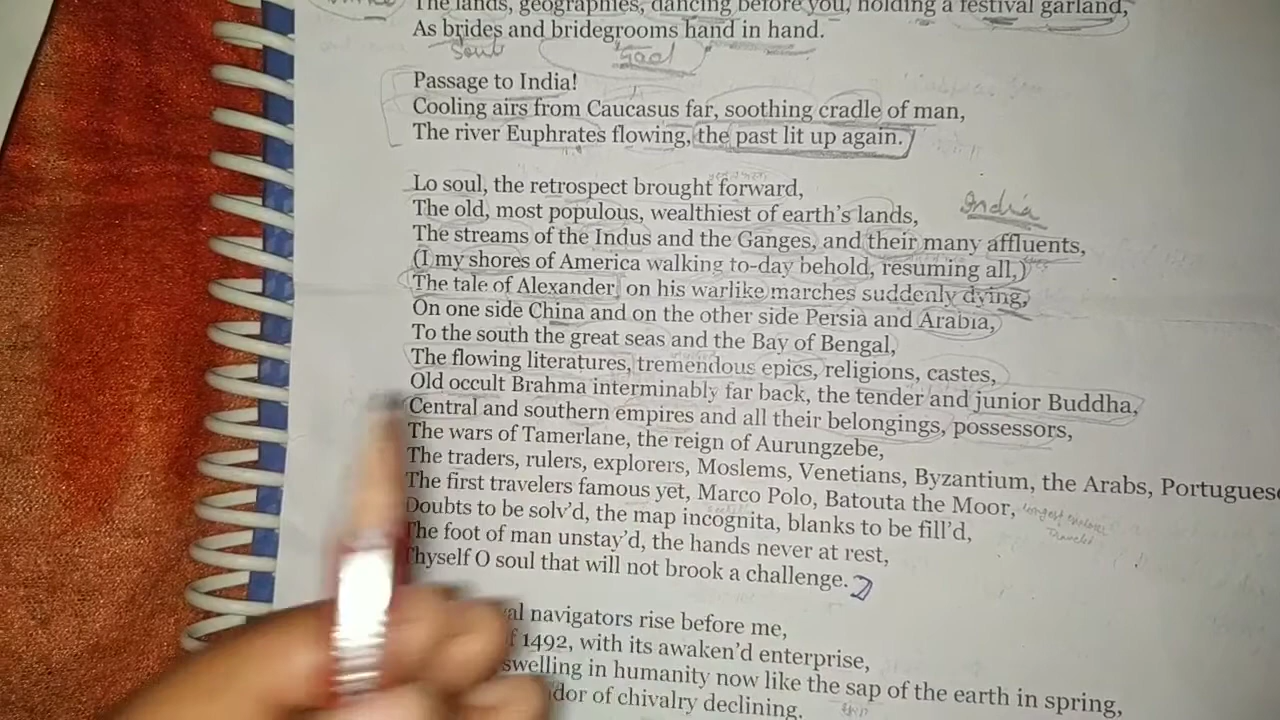 The lands, geographies, dancing before you, holding a festival garland,
As brides and bridegrooms hand in hand.
Soul God
Passage to India!
Cooling airs from Caucasus far, soothing cradle of man,
The river Euphrates flowing, the past lit up again.
Lo soul, the retrospect brought forward,
The old, most populous, wealthiest of earth's lands,
India
The streams of the Indus and the Ganges, and their many affluents,
(I my shores of America walking to-day behold, resuming all,)
The tale of Alexander on his warlike marches suddenly dying,
On one side China and on the other side Persia and Arabia,
To the south the great seas and the Bay of Bengal,
The flowing literatures, tremendous epics, religions, castes,
Old occult Brahma interminably far back, the tender and junior Buddha,
Central and southern empires and all their belongings, possessors,
The wars of Tamerlane, the reign of Aurungzebe,
The traders, rulers, explorers, Moslems, Venetians, Byzantium, the Arabs, Portuguese
The first travelers famous yet, Marco Polo, Batouta the Moor,
Doubts to be solv'd, the map incognita, blanks to be fill'd,
The foot of man unstay'd, the hands never at rest,
Thyself O soul that will not brook a challenge.
al navigators rise before me,
f 1492, with its awaken'd enterprise,
swelling in humanity now like the sap of the earth in spring,
dor of chivalry declining.